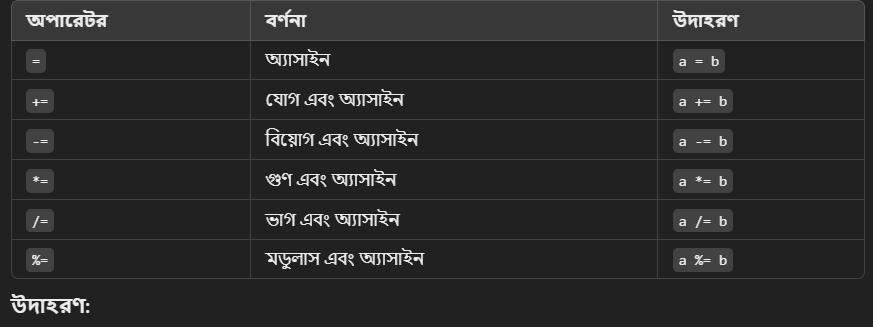 অপারেটর বর্ণনা উদাহরণ
= অ্যাসাইন a = b
+= যোগ এবং অ্যাসাইন a += b
-= বিয়োগ এবং অ্যাসাইন a -= b
*= গুণ এবং অ্যাসাইন a *= b
/= ভাগ এবং অ্যাসাইন a /= b
%= মডুলাস এবং অ্যাসাইন a %= b
উদাহরণ: